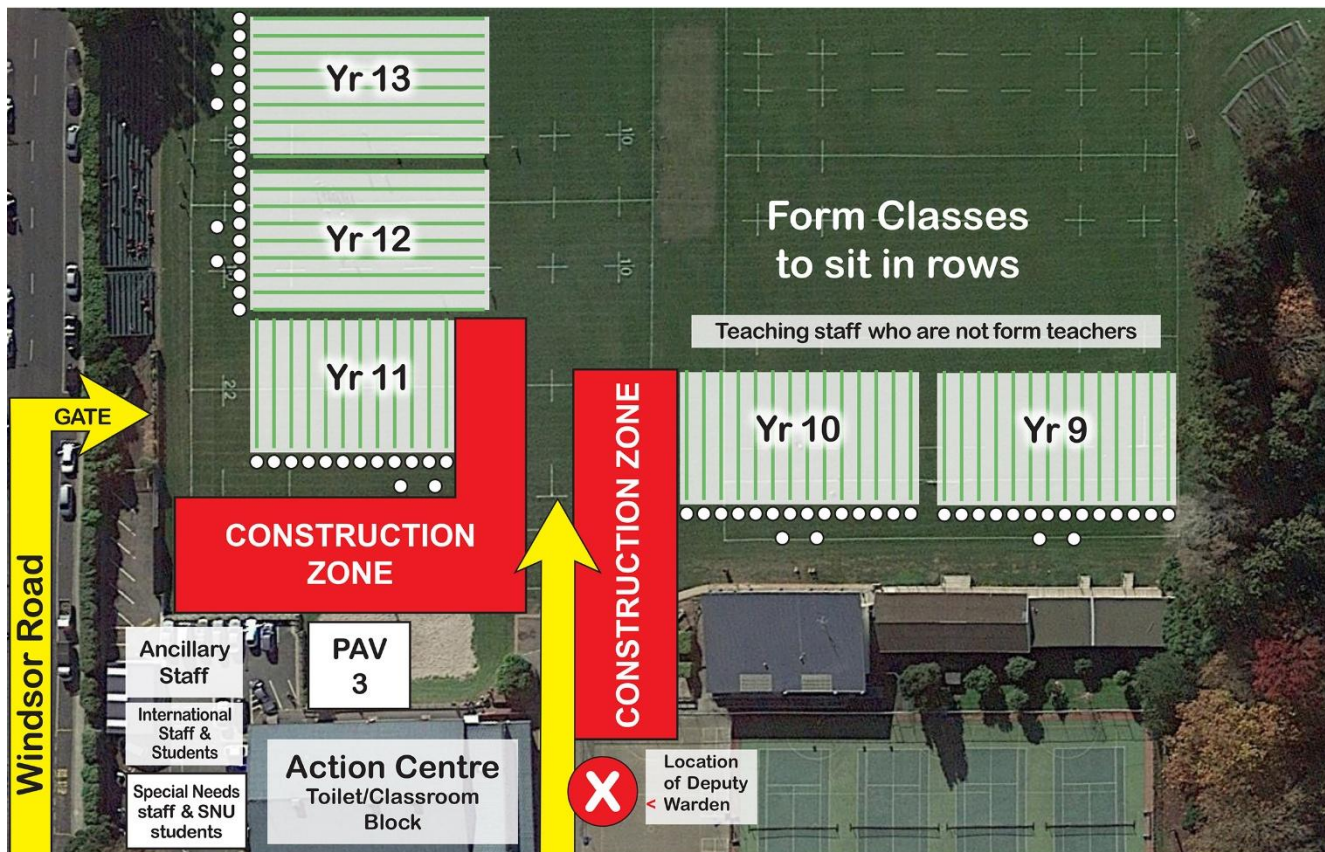 Yr 13
Yr 12
Form Classes
to sit in rows
Teaching staff who are not form teachers
Yr 11
Yr 10
Yr 9
GATE
Windsor Road
CONSTRUCTION
ZONE
CONSTRUCTION ZONE
Ancillary
Staff
PAV
3
International
Staff &
Students
Special Needs
staff & SNU
students
Action Centre
Toilet/Classroom
Block
X
Location
of Deputy
< Warden
10
10
22